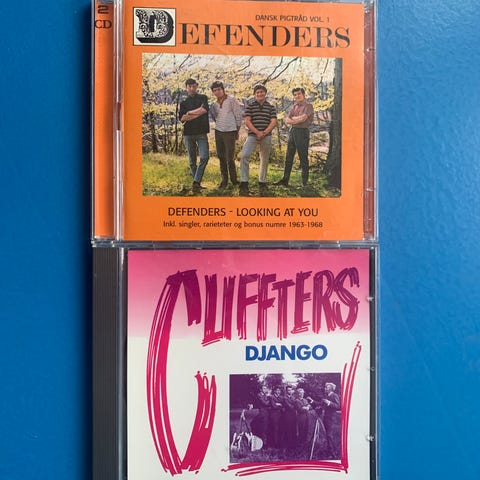 2
CD
DANSK PIGTRÅD VOL. 1
DEFENDERS
DEFENDERS - LOOKING AT YOU
Inkl. singler, rariteter og bonus numre 1963-1968
CLIFFTERS
DJANGO